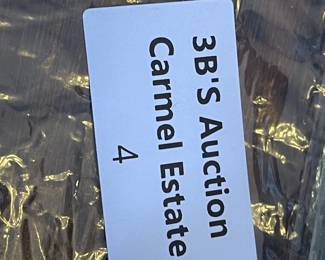 3B'S Auction
Carmel Estate
4